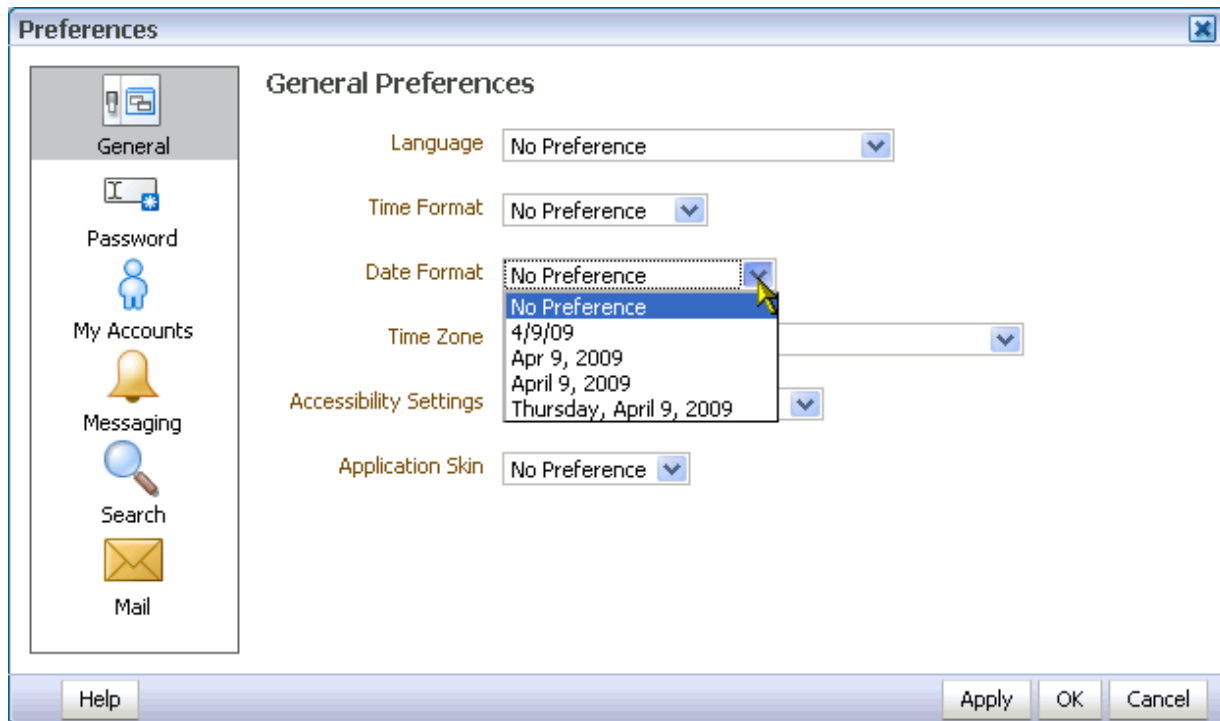 Preferences
General
Password
My Accounts
Messaging
Search
Mail
General Preferences
Language No Preference
Time Format No Preference
Date Format No Preference
No Preference
4/9/09
Apr 9, 2009
April 9, 2009
Thursday, April 9, 2009
Time Zone
Accessibility Settings
Application Skin No Preference
Help Apply OK Cancel